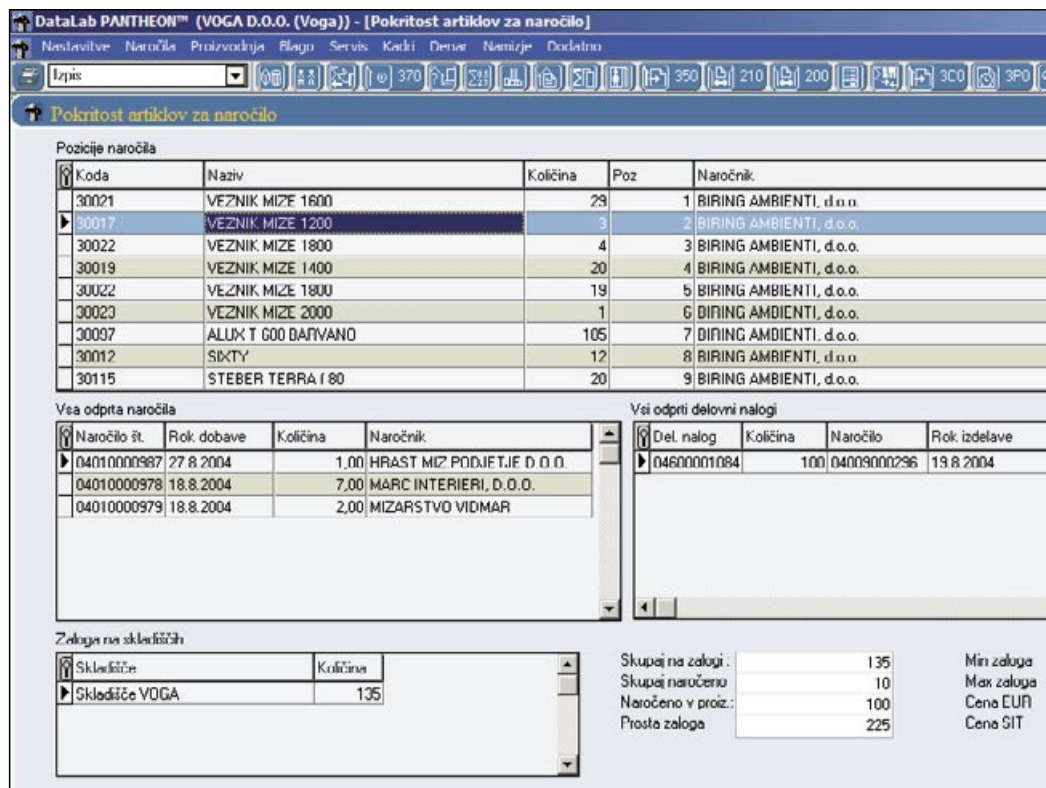 DataLab PANTHEON™ (VOGA D.O.O. (Voga)) - [Pokritost artiklov za naročilo]
Nastavitve Naročila Proizvodnja Blago Servis Kadri Denar Namizje Dodatno
Izpis 370 350 210 200 3C0 3P0
Pokritost artiklov za naročilo
Pozicije naročila
Koda Naziv Količina Poz Naročnik
30021 VEZNIK MIZE 1600 29 1 BIRING AMBIENTI, d.o.o.
30017 VEZNIK MIZE 1200 3 2 BIRING AMBIENTI, d.o.o.
30022 VEZNIK MIZE 1800 4 3 BIRING AMBIENTI, d.o.o.
30019 VEZNIK MIZE 1400 20 4 BIRING AMBIENTI, d.o.o.
30022 VEZNIK MIZE 1800 19 5 BIRING AMBIENTI, d.o.o.
30023 VEZNIK MIZE 2000 1 6 BIRING AMBIENTI, d.o.o.
30097 ALUX T 600 BARVANO 105 7 BIRING AMBIENTI, d.o.o.
30012 SIXTY 12 8 BIRING AMBIENTI, d.o.o.
30115 STEBER TERRA f 80 20 9 BIRING AMBIENTI, d.o.o.
Vsa odprta naročila Vsi odprti delovni nalogi
Naročilo št. Rok dobave Količina Naročnik Del. nalog Količina Naročilo Rok izdelave
04010000987 27.8.2004 1,00 HRAST MIZ.PODJETJE D.O.O. 04600001084 100 04009000296 19.8.2004
04010000978 18.8.2004 7,00 MARC INTERIERI, D.O.O.
04010000979 18.8.2004 2,00 MIZARSTVO VIDMAR
Zaloga na skladiščih
Skladišče Količina
Skladišče VOGA 135
Skupaj na zalogi : 135 Min zaloga
Skupaj naročeno 10 Max zaloga
Naročeno v proiz.: 100 Cena EUR
Prosta zaloga 225 Cena SIT